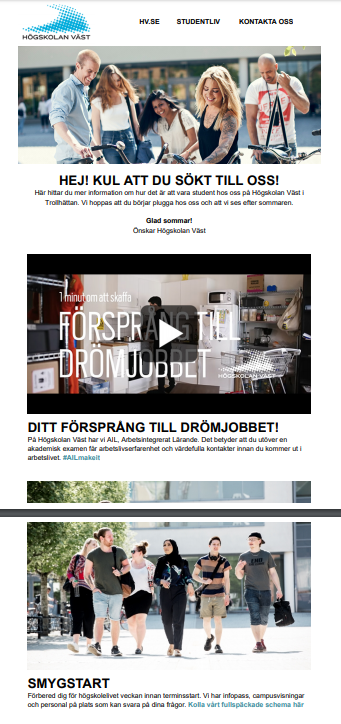 HÖGSKOLAN VÄST
HV.SE STUDENTLIV KONTAKTA OSS
HEJ! KUL ATT DU SÖKT TILL OSS!
Här hittar du mer information om hur det är att vara student hos oss på Högskolan Väst i
Trollhättan. Vi hoppas att du börjar plugga hos oss och att vi ses efter sommaren.
Glad sommar!
Önskar Högskolan Väst
1 minut om att skaffa
FÖRSPRÅNG TILL
DRÖMJOBBET
HÖGSKOLAN VÄST
DITT FÖRSPRÅNG TILL DRÖMJOBBET!
På Högskolan Väst har vi AIL, Arbetsintegrerat Lärande. Det betyder att du utöver en
akademisk examen får arbetslivserfarenhet och värdefulla kontakter innan du kommer ut i
arbetslivet. #AILmakeit
SMYGSTART
Förbered dig för högskolelivet veckan innan terminsstart. Vi har infopass, campusvisningar
och personal på plats som kan svara på dina frågor. Kolla vårt fullspäckade schema här